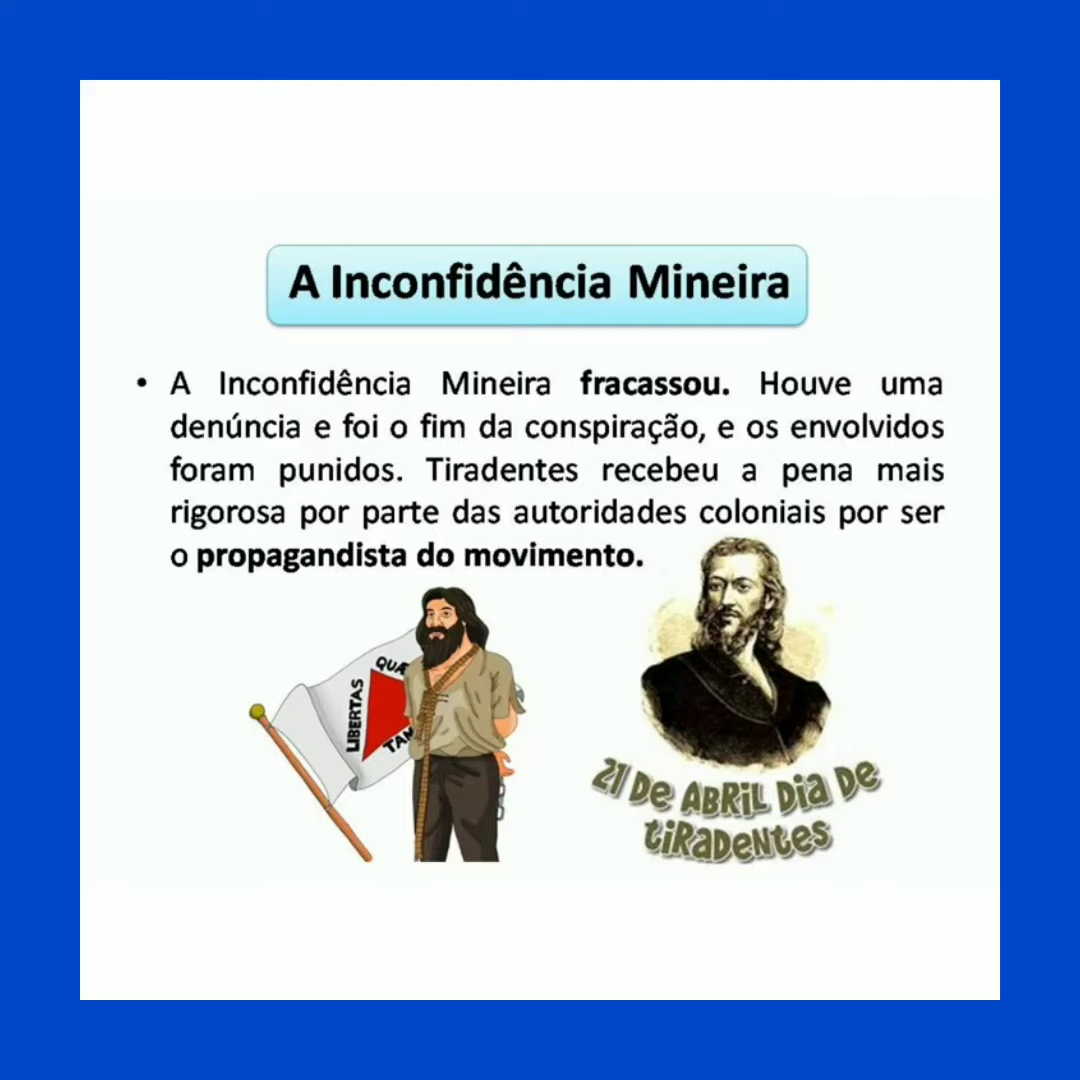 A Inconfidência Mineira
• A Inconfidência Mineira fracassou. Houve uma
denúncia e foi o fim da conspiração, e os envolvidos
foram punidos. Tiradentes recebeu a pena mais
rigorosa por parte das autoridades coloniais por ser
o propagandista do movimento.
LIBERTAS
QUÆ
TAM
21 De ABRiL Dia De
tiRaDeNtes